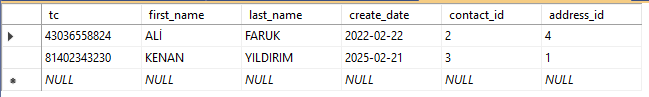 tc first_name last_name create_date contact_id address_id
43036558824 ALİ FARUK 2022-02-22 2 4
81402343230 KENAN YILDIRIM 2025-02-21 3 1
NULL NULL NULL NULL NULL NULL